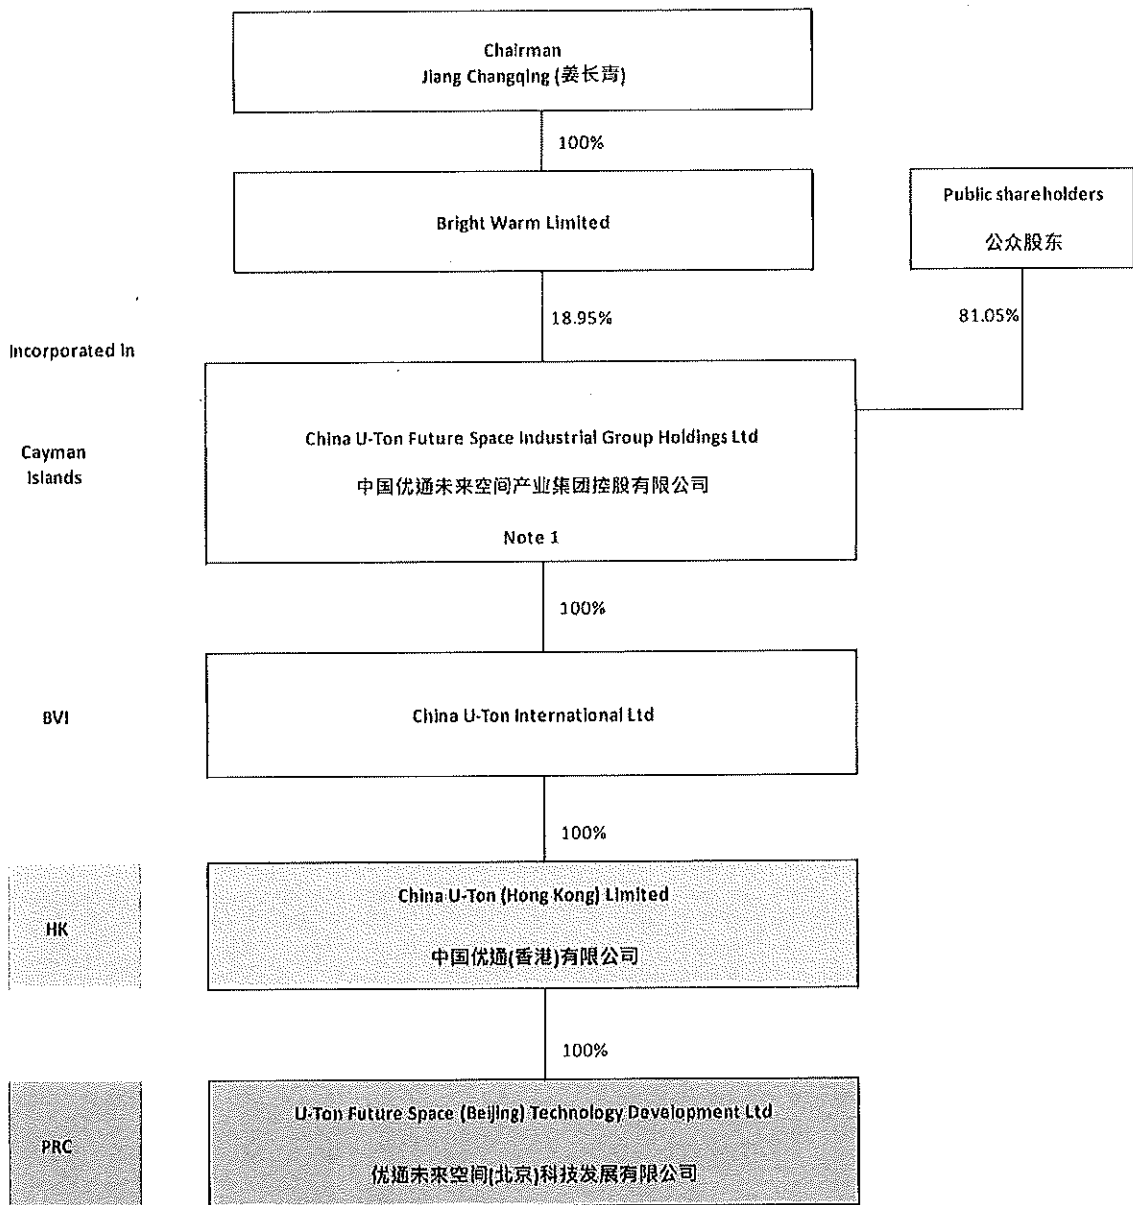 Chairman
Jiang Changqing (姜长青)
100%
Bright Warm Limited
Public shareholders
公众股东
18.95%
81.05%
Incorporated in
Cayman
Islands
China U-Ton Future Space Industrial Group Holdings Ltd
中国优通未来空间产业集团控股有限公司
Note 1
100%
BVI
China U-Ton International Ltd
100%
HK
China U-Ton (Hong Kong) Limited
中国优通(香港)有限公司
100%
PRC
U-Ton Future Space (Beijing) Technology Development Ltd
优通未来空间(北京)科技发展有限公司